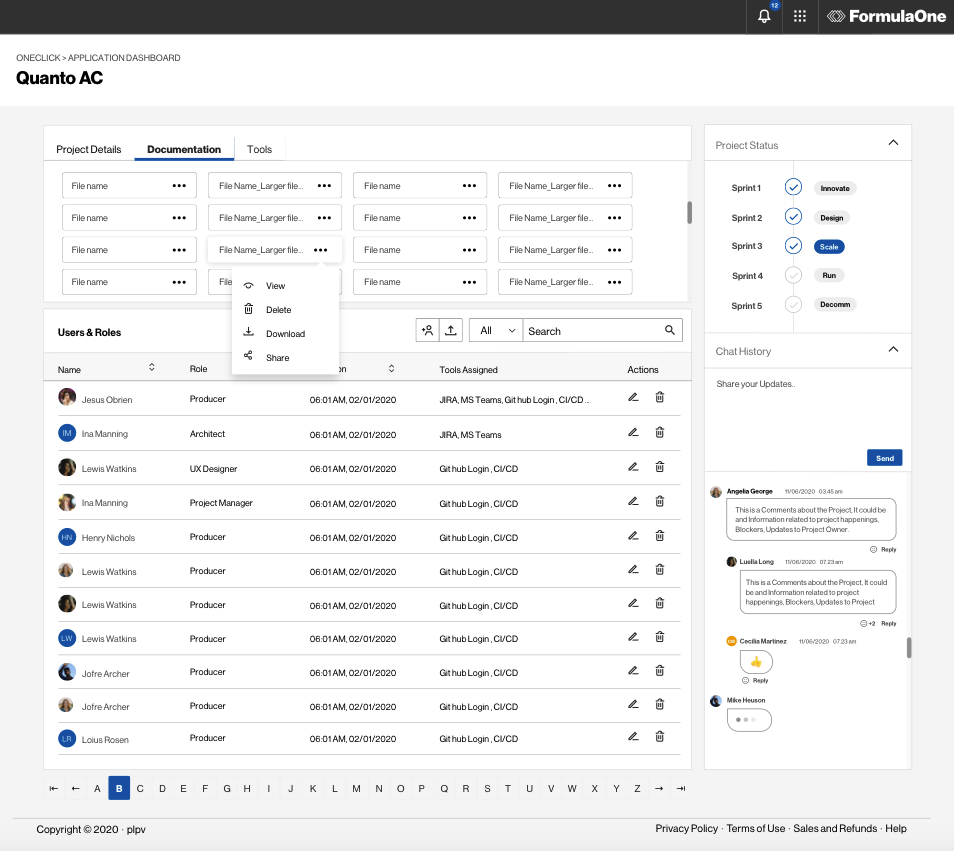 12
FormulaOne
ONECLICK > APPLICATION DASHBOARD
Quanto AC
Project Details Documentation Tools
File name ••• File Name_Larger file.. ••• File name ••• File Name_Larger file.. •••
File name ••• File Name_Larger file.. ••• File name ••• File Name_Larger file.. •••
File name ••• File Name_Larger file.. ••• File name ••• File Name_Larger file.. •••
File name ••• File name ••• File Name_Larger file.. •••
View
Delete
Download
Share
Users & Roles All Search
Name Role Tools Assigned Actions
Jesus Obrien Producer 06:01 AM, 02/01/2020 JIRA, MS Teams, Git hub Login , CI/CD ..
IM Ina Manning Architect 06:01 AM, 02/01/2020 JIRA, MS Teams
Lewis Watkins UX Designer 06:01 AM, 02/01/2020 Git hub Login , CI/CD
Ina Manning Project Manager 06:01 AM, 02/01/2020 Git hub Login , CI/CD
HN Henry Nichols Producer 06:01 AM, 02/01/2020 Git hub Login , CI/CD
Lewis Watkins Producer 06:01 AM, 02/01/2020 Git hub Login , CI/CD
Lewis Watkins Producer 06:01 AM, 02/01/2020 Git hub Login , CI/CD
LW Lewis Watkins Producer 06:01 AM, 02/01/2020 Git hub Login , CI/CD
Jofre Archer Producer 06:01 AM, 02/01/2020 Git hub Login , CI/CD
Jofre Archer Producer 06:01 AM, 02/01/2020 Git hub Login , CI/CD
LR Loius Rosen Producer 06:01 AM, 02/01/2020 Git hub Login , CI/CD
A B C D E F G H I J K L M N O P Q R S T U V W X Y Z
Project Status
Sprint 1 Innovate
Sprint 2 Design
Sprint 3 Scale
Sprint 4 Run
Sprint 5 Decomm
Chat History
Share your Updates..
Send
Angelia George 11/06/2020 03.45 am
This is a Comments about the Project, It could be
and Information related to project happenings,
Blockers, Updates to Project Owner.
Reply
Luella Long 11/06/2020 07.23 am
This is a Comments about the Project, It could
be and Information related to project
happenings, Blockers, Updates to Project
+2 Reply
Cecilia Martinez 11/06/2020 07.23 am
Reply
Mike Heuson
Copyright © 2020 · plpv
Privacy Policy · Terms of Use · Sales and Refunds · Help